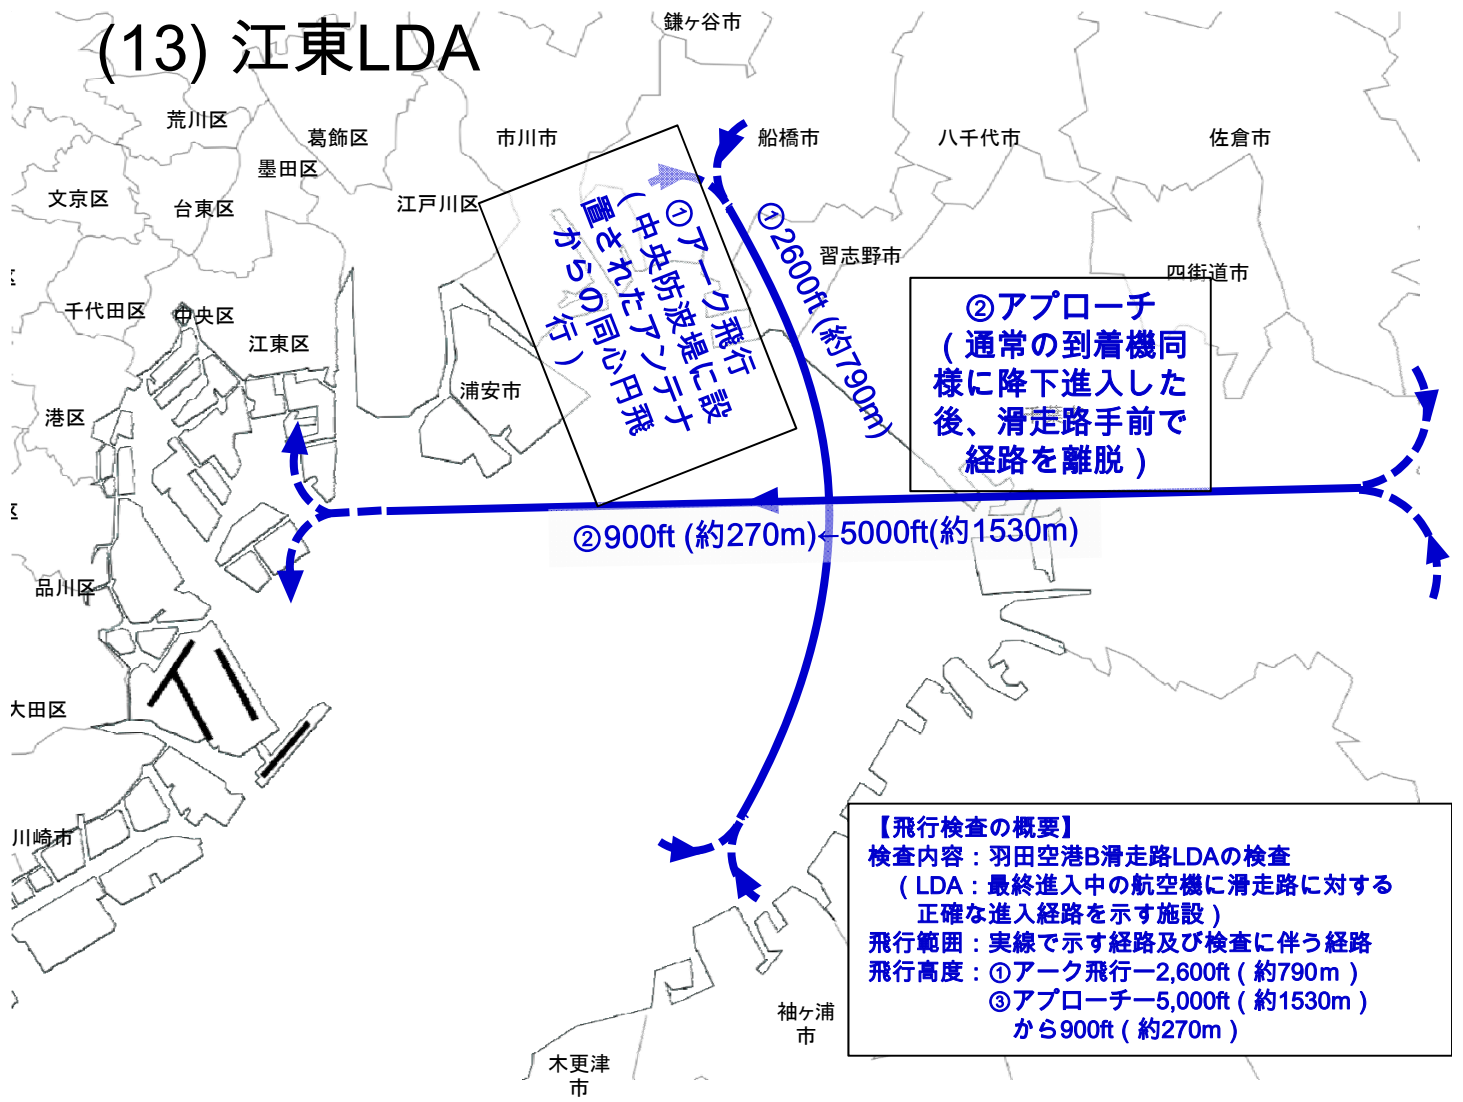 (13) 江東LDA
鎌ヶ谷市
荒川区
葛飾区
市川市
船橋市
八千代市
佐倉市
墨田区
文京区
台東区
江戸川区
習志野市
四街道市
千代田区
中央区
江東区
浦安市
港区
区
区
品川区
大田区
川崎市
袖ヶ浦
市
木更津
市
①アーク飛行
(中央防波堤に設
置されたアンテナ
からの同心円飛
行)
①2600ft (約790m)
②アプローチ
(通常の到着機同
様に降下進入した
後、滑走路手前で
経路を離脱)
②900ft (約270m)←5000ft(約1530m)
【飛行検査の概要】
検査内容：羽田空港B滑走路LDAの検査
(LDA：最終進入中の航空機に滑走路に対する
正確な進入経路を示す施設)
飛行範囲：実線で示す経路及び検査に伴う経路
飛行高度：①アーク飛行ー2,600ft(約790m)
③アプローチー5,000ft(約1530m)
から900ft(約270m)